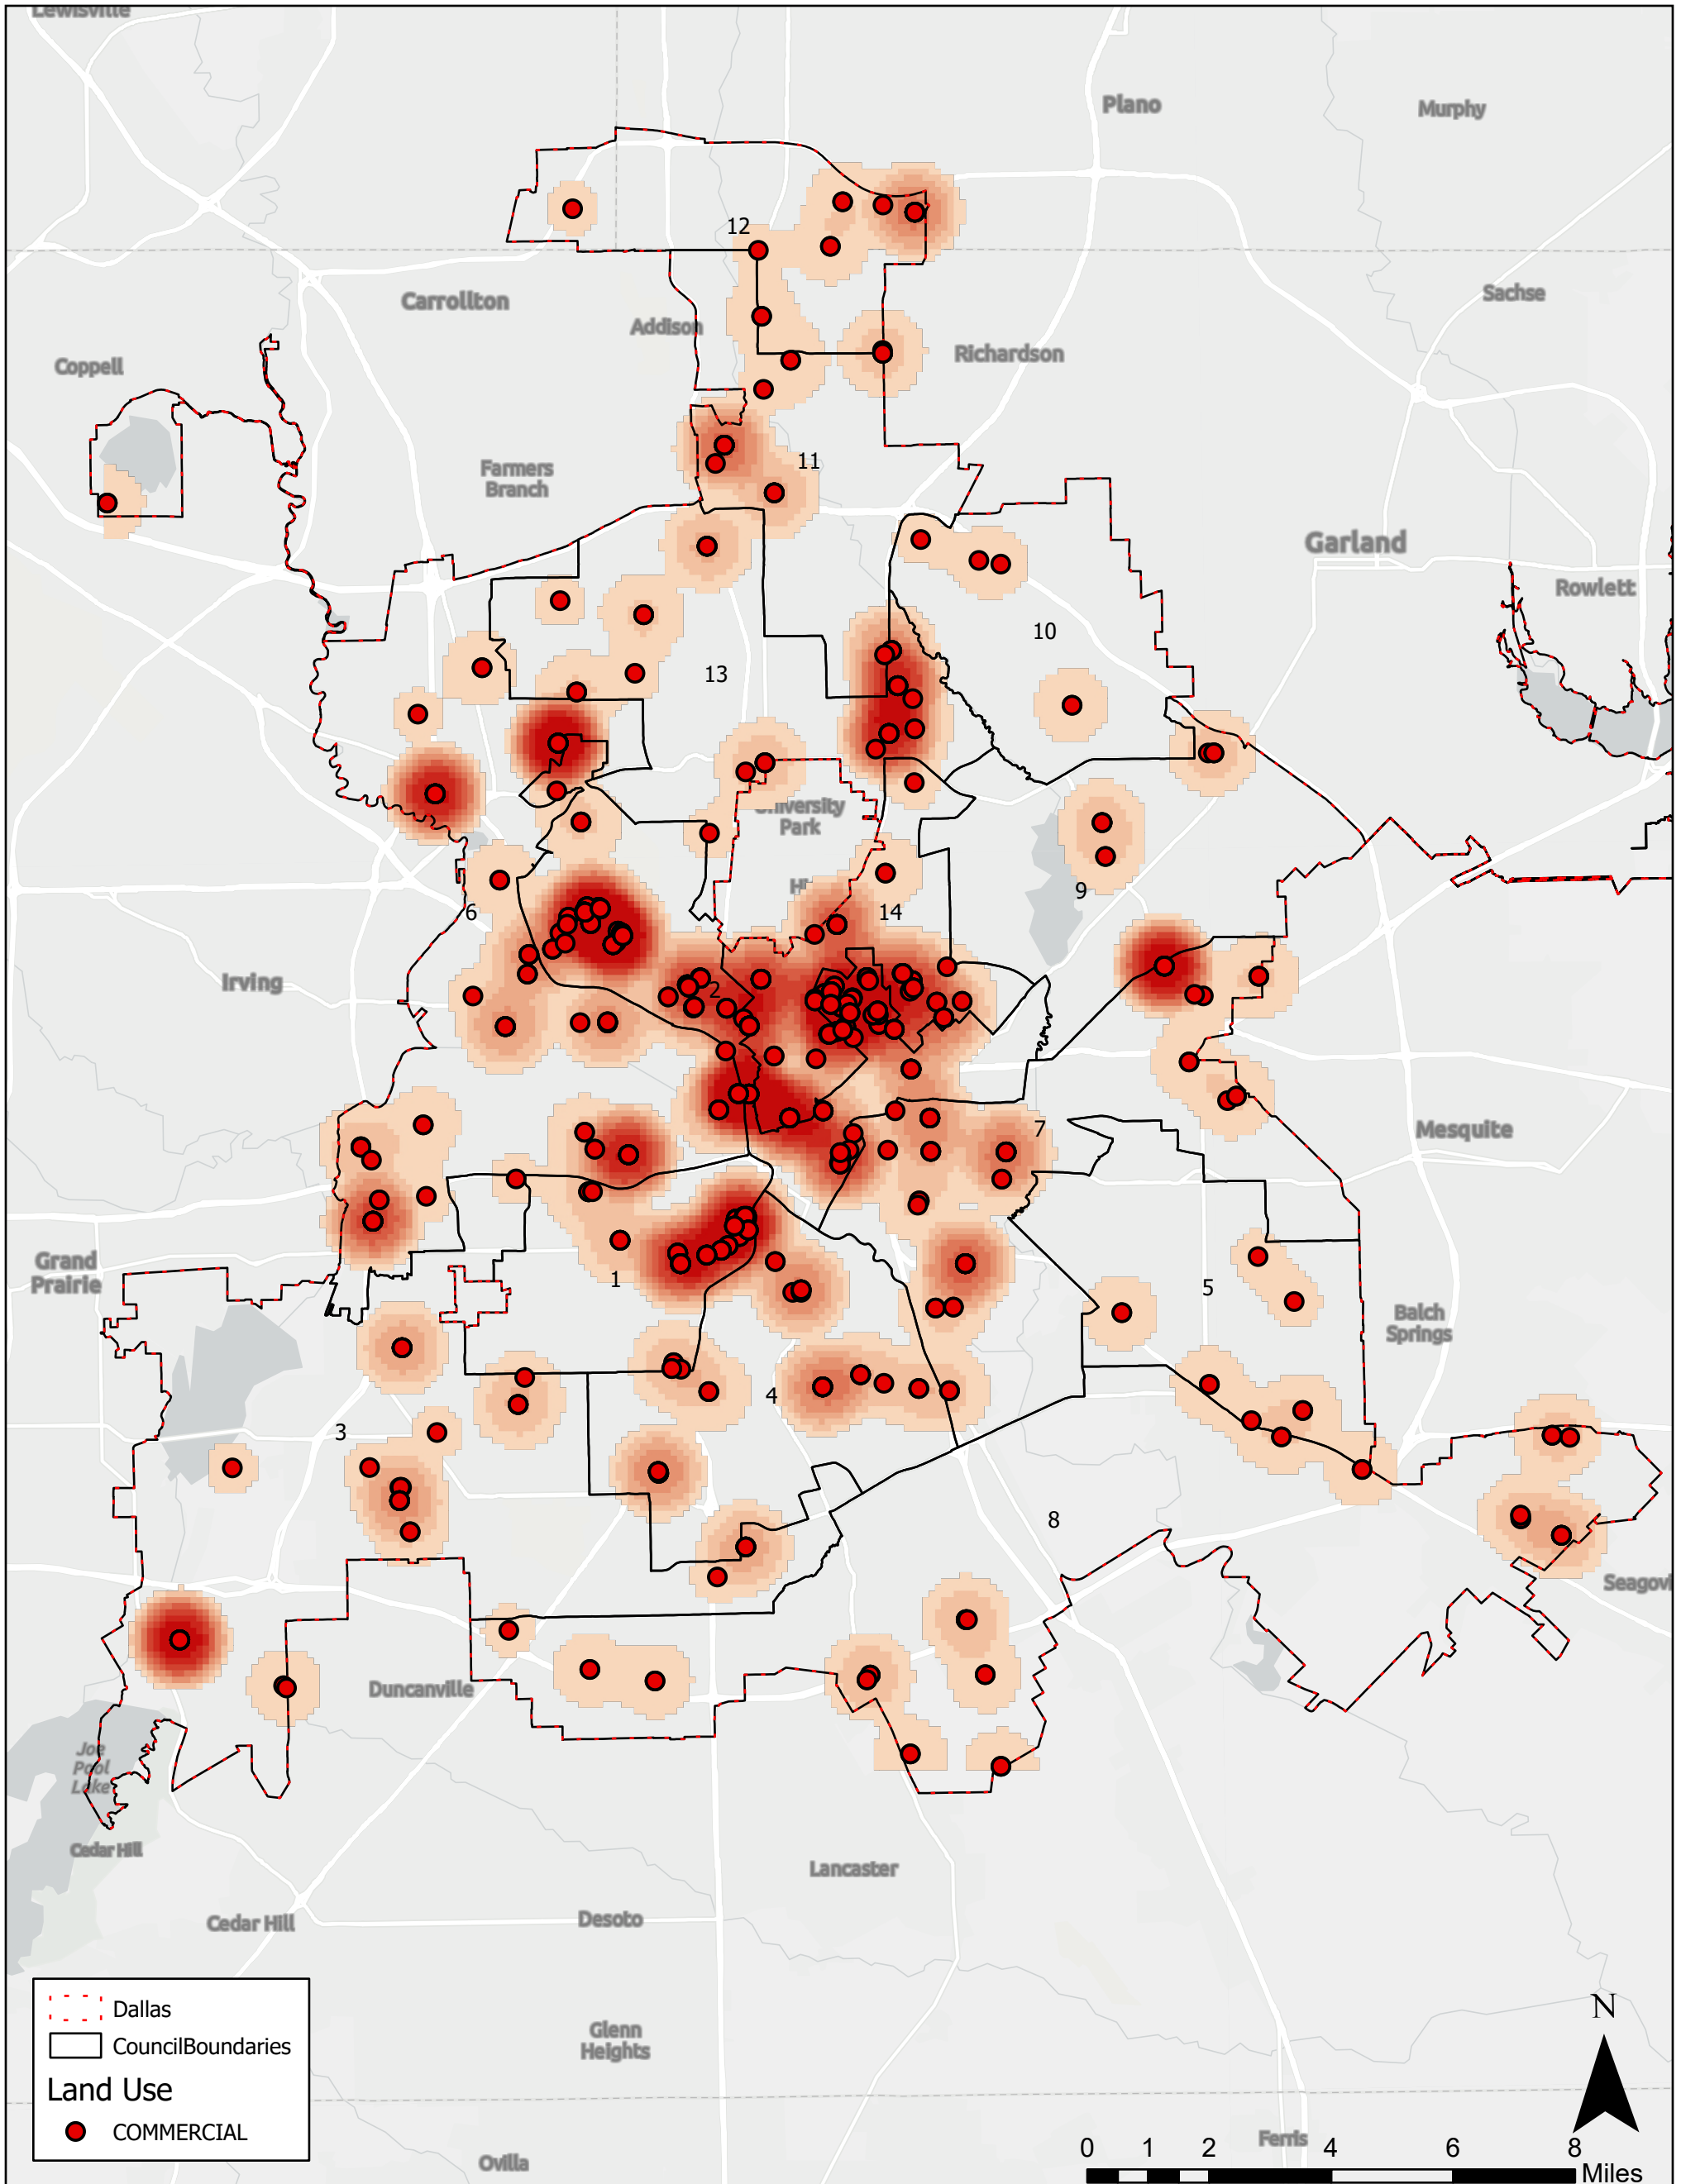 Lewisville
Plano
Murphy
12
Sachse
Carrollton
Addison
Richardson
Coppell
11
Farmers
Branch
Garland
Rowlett
10
13
University
Park
9
14
6
Irving
2
7
Mesquite
Grand
Prairie
1
5
Balch
Springs
4
3
8
Duncanville
Joe
Pool
Lake
Cedar Hill
Lancaster
Cedar Hill
Desoto
Glenn
Heights
Ovilla
Ferris
Dallas
CouncilBoundaries
Land Use
COMMERCIAL
N
0 1 2 4 6 8
Miles